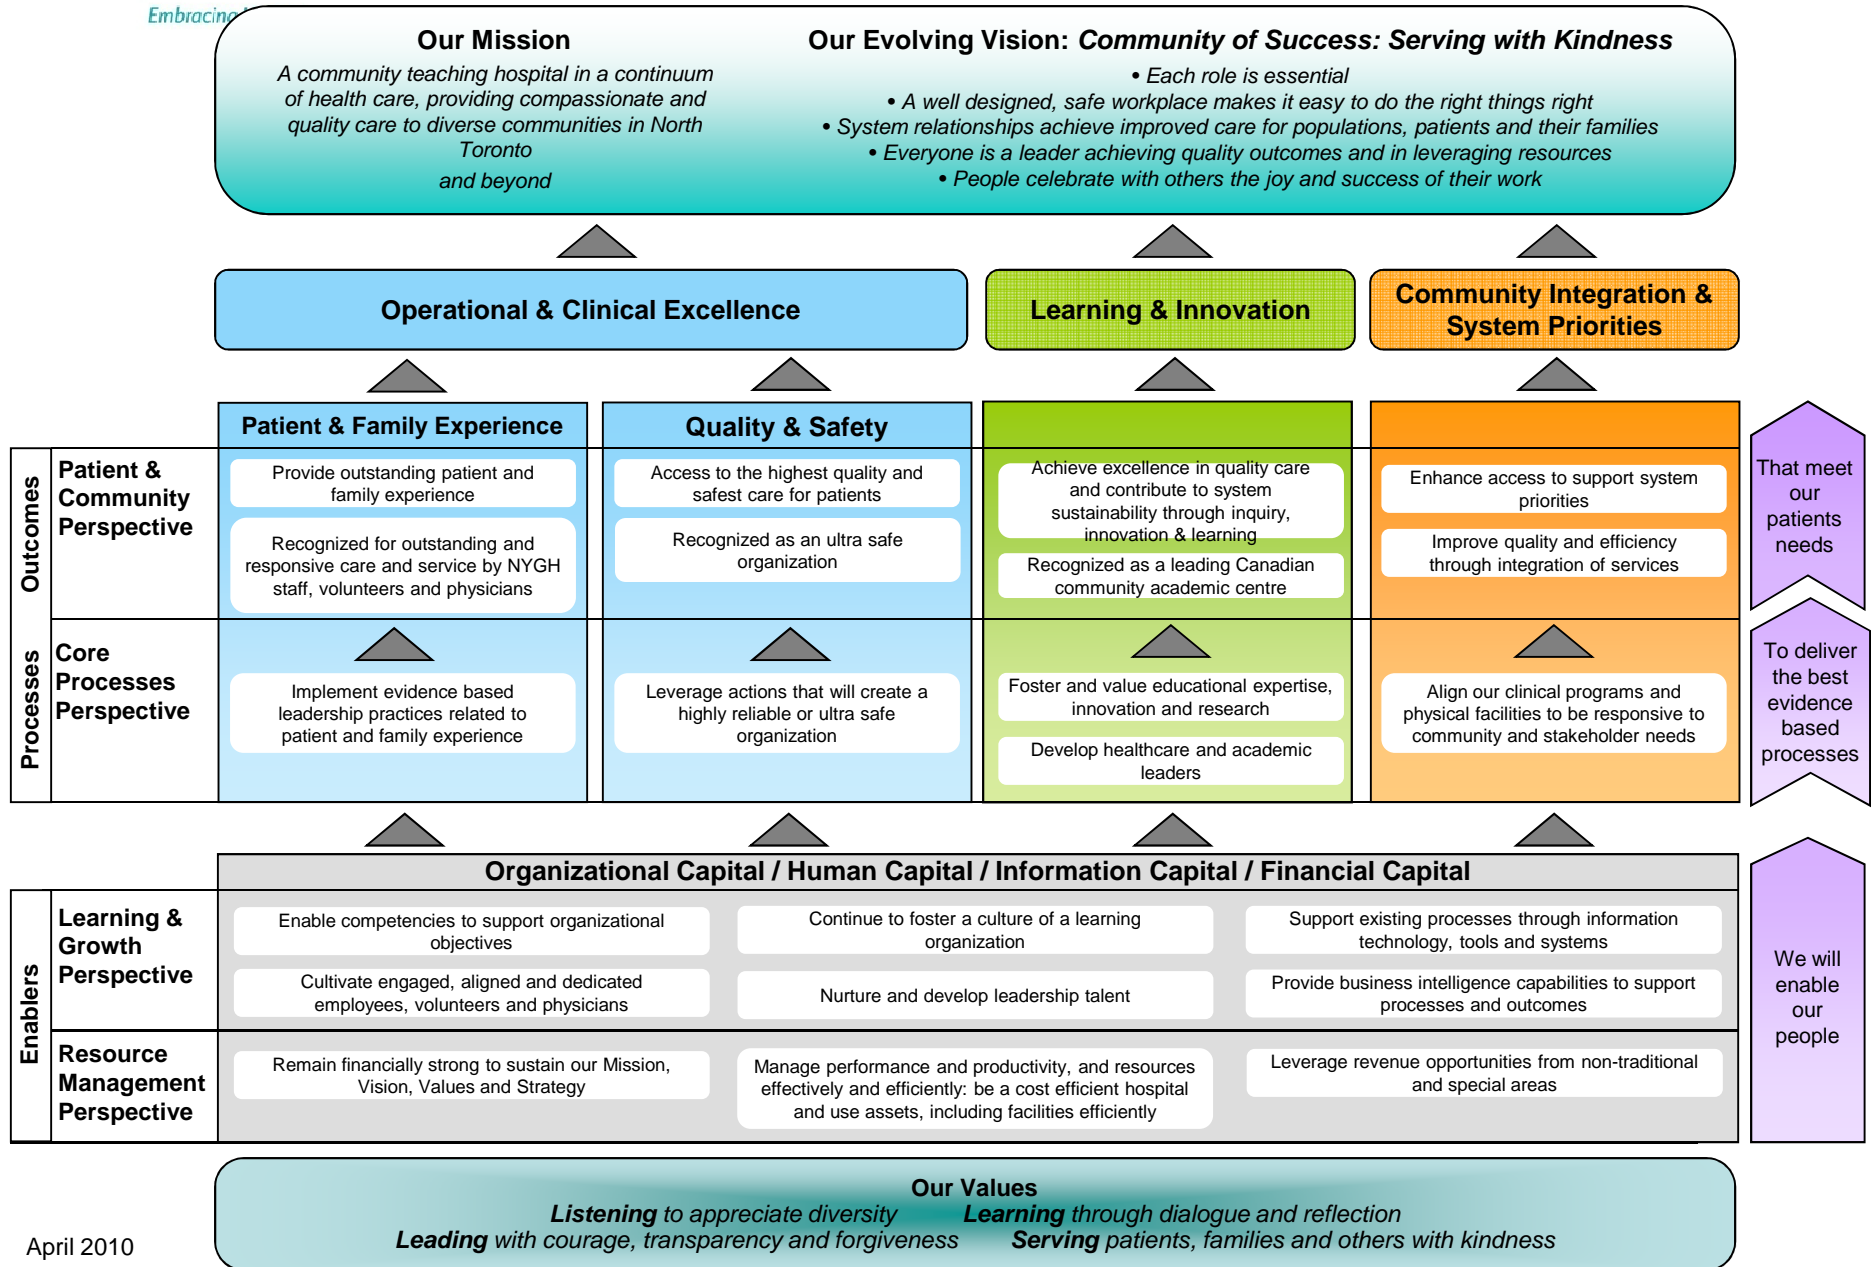 Embracing
Our Mission
A community teaching hospital in a continuum
of health care, providing compassionate and
quality care to diverse communities in North
Toronto
and beyond
Our Evolving Vision: Community of Success: Serving with Kindness
• Each role is essential
• A well designed, safe workplace makes it easy to do the right things right
• System relationships achieve improved care for populations, patients and their families
• Everyone is a leader achieving quality outcomes and in leveraging resources
• People celebrate with others the joy and success of their work
Operational & Clinical Excellence
Learning & Innovation
Community Integration &
System Priorities
Patient & Family Experience
Quality & Safety
Outcomes
Patient &
Community
Perspective
Provide outstanding patient and
family experience
Recognized for outstanding and
responsive care and service by NYGH
staff, volunteers and physicians
Access to the highest quality and
safest care for patients
Recognized as an ultra safe
organization
Achieve excellence in quality care
and contribute to system
sustainability through inquiry,
innovation & learning
Recognized as a leading Canadian
community academic centre
Enhance access to support system
priorities
Improve quality and efficiency
through integration of services
That meet
our
patients
needs
Processes
Core
Processes
Perspective
Implement evidence based
leadership practices related to
patient and family experience
Leverage actions that will create a
highly reliable or ultra safe
organization
Foster and value educational expertise,
innovation and research
Develop healthcare and academic
leaders
Align our clinical programs and
physical facilities to be responsive to
community and stakeholder needs
To deliver
the best
evidence
based
processes
Organizational Capital / Human Capital / Information Capital / Financial Capital
Enablers
Learning &
Growth
Perspective
Enable competencies to support organizational
objectives
Continue to foster a culture of a learning
organization
Support existing processes through information
technology, tools and systems
Cultivate engaged, aligned and dedicated
employees, volunteers and physicians
Nurture and develop leadership talent
Provide business intelligence capabilities to support
processes and outcomes
Resource
Management
Perspective
Remain financially strong to sustain our Mission,
Vision, Values and Strategy
Manage performance and productivity, and resources
effectively and efficiently: be a cost efficient hospital
and use assets, including facilities efficiently
Leverage revenue opportunities from non-traditional
and special areas
We will
enable
our
people
Our Values
Listening to appreciate diversity Learning through dialogue and reflection
Leading with courage, transparency and forgiveness Serving patients, families and others with kindness
April 2010